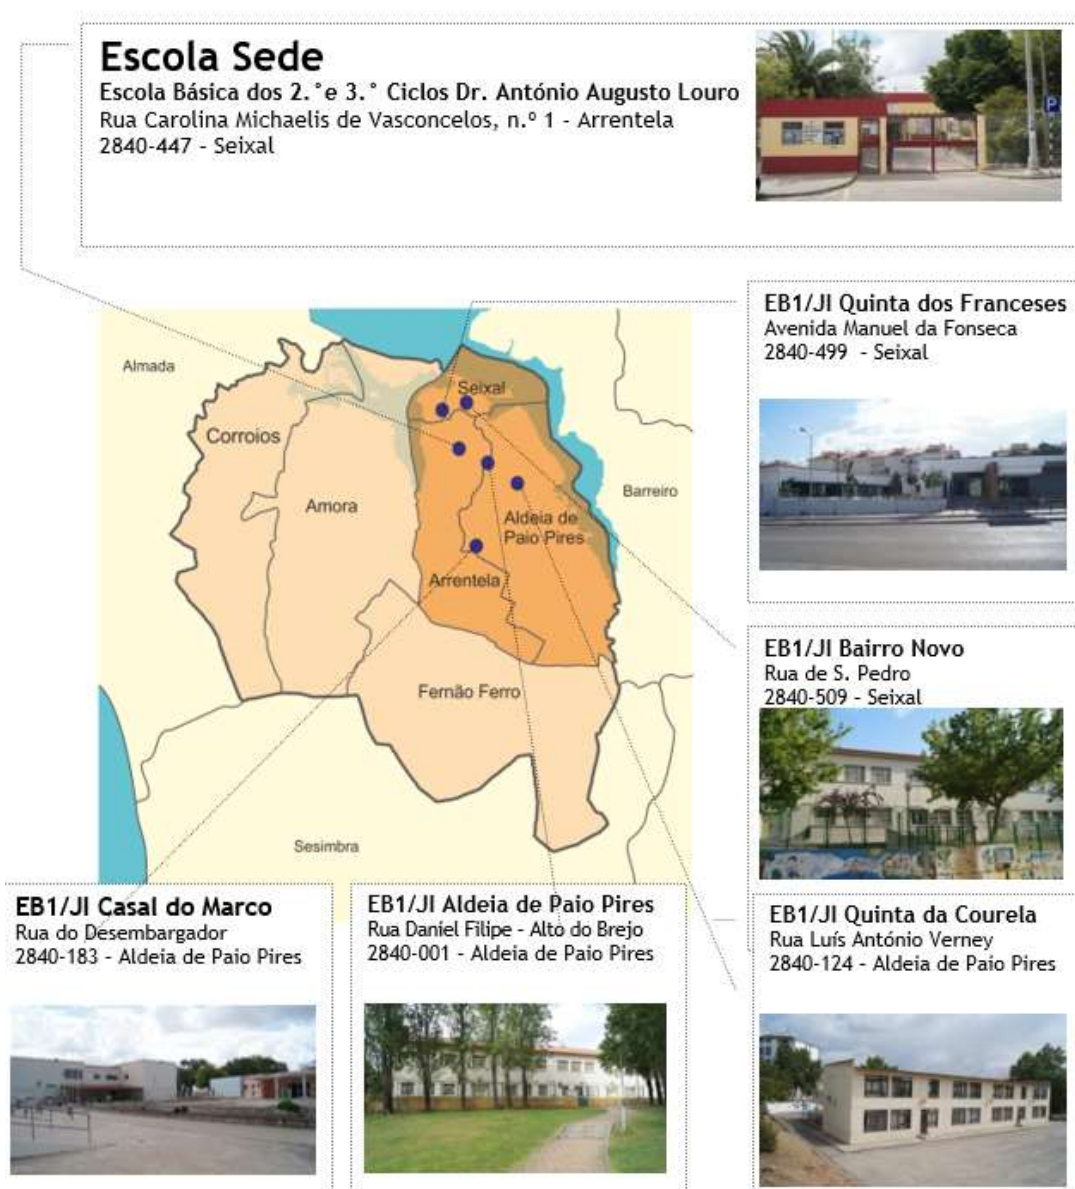 Escola Sede
Escola Básica dos 2.°e 3.° Ciclos Dr. António Augusto Louro
Rua Carolina Michaelis de Vasconcelos, n.º 1 - Arrentela
2840-447 - Seixal
P
EB1/JI Quinta dos Franceses
Avenida Manuel da Fonseca
2840-499 - Seixal
Almada
Seixal
Corroios
Amora
Barreiro
Aldeia de
Paio Pires
Arrentela
Fernão Ferro
Sesimbra
EB1/JI Bairro Novo
Rua de S. Pedro
2840-509 - Seixal
EB1/JI Casal do Marco
Rua do Desembargador
2840-183 - Aldeia de Paio Pires
EB1/JI Aldeia de Paio Pires
Rua Daniel Filipe - Alto do Brejo
2840-001 - Aldeia de Paio Pires
EB1/JI Quinta da Courela
Rua Luís António Verney
2840-124 - Aldeia de Paio Pires